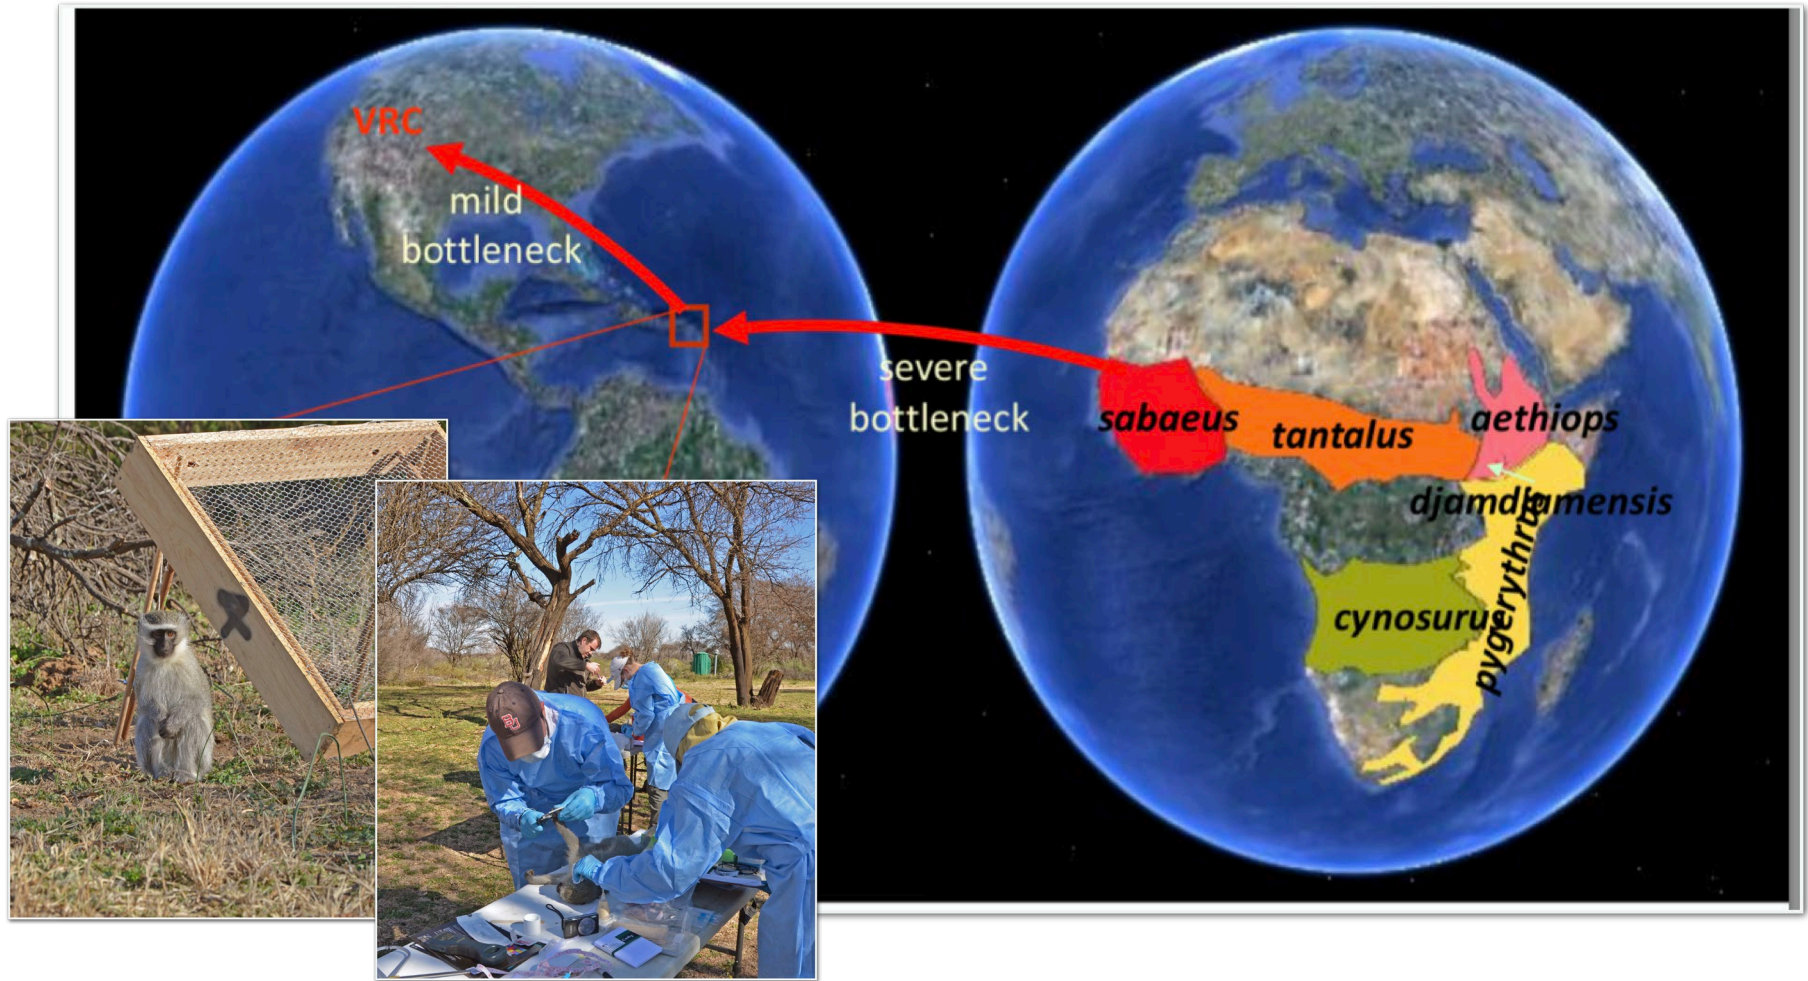 VRC
mild
bottleneck
severe
bottleneck
sabaeus
tantalus
aethiops
djamdjamensis
cynosurus
pygerythrus
R